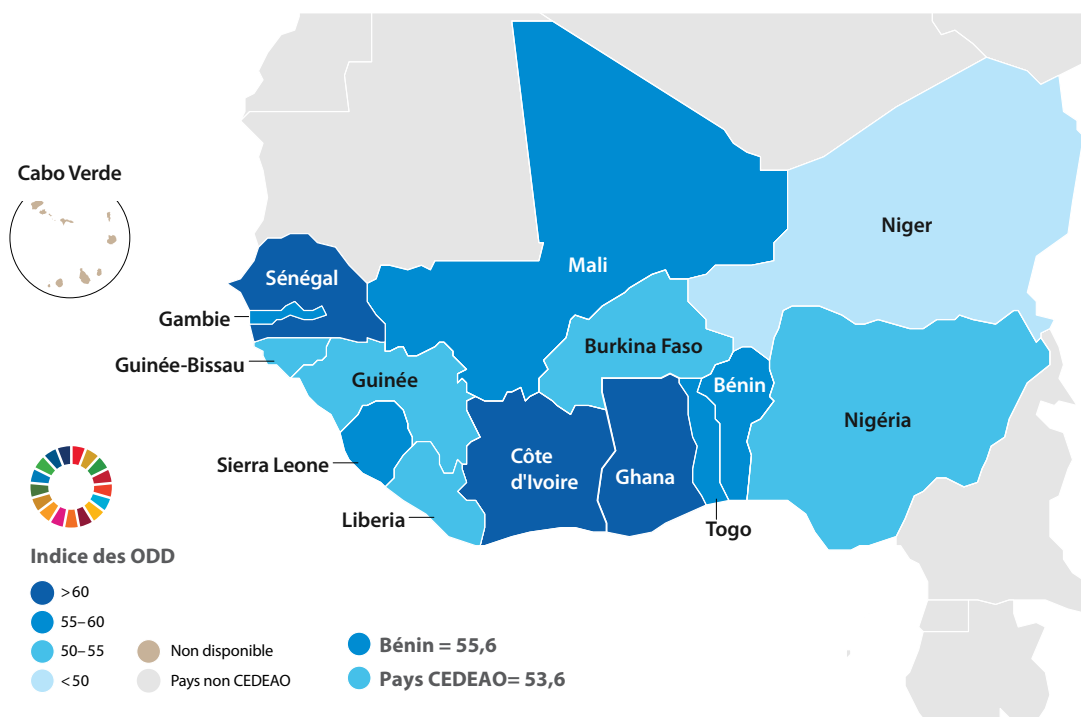 Cabo Verde
Niger
Mali
Sénégal
Gambie
Burkina Faso
Guinée-Bissau
Guinée
Bénin
Nigéria
Sierra Leone
Côte
d'Ivoire
Ghana
Liberia
Togo
Indice des ODD
>60
55–60
50–55
<50
Non disponible
Pays non CEDEAO
Bénin = 55,6
Pays CEDEAO= 53,6